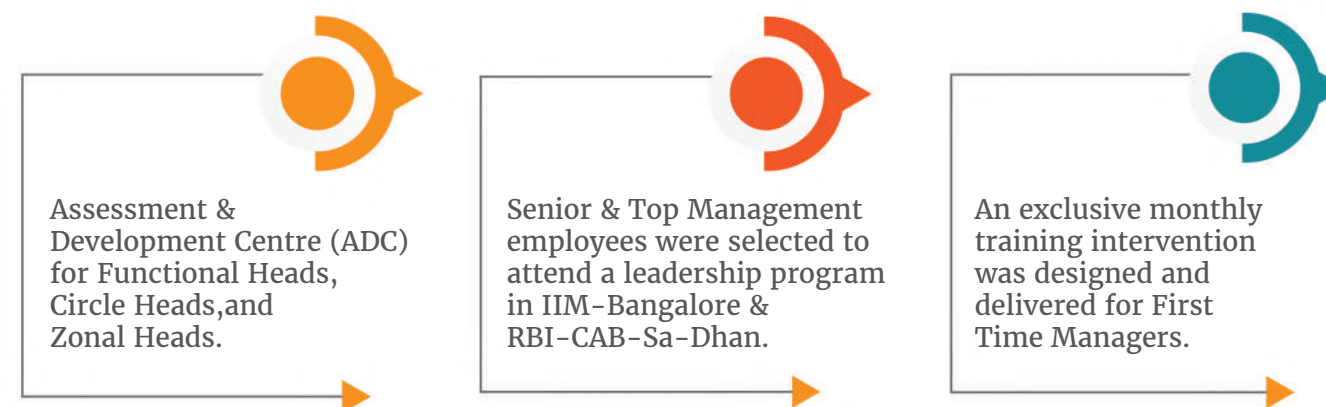 Assessment &
Development Centre (ADC)
for Functional Heads,
Circle Heads,and
Zonal Heads.
Senior & Top Management
employees were selected to
attend a leadership program
in IIM-Bangalore &
RBI-CAB-Sa-Dhan.
An exclusive monthly
training intervention
was designed and
delivered for First
Time Managers.